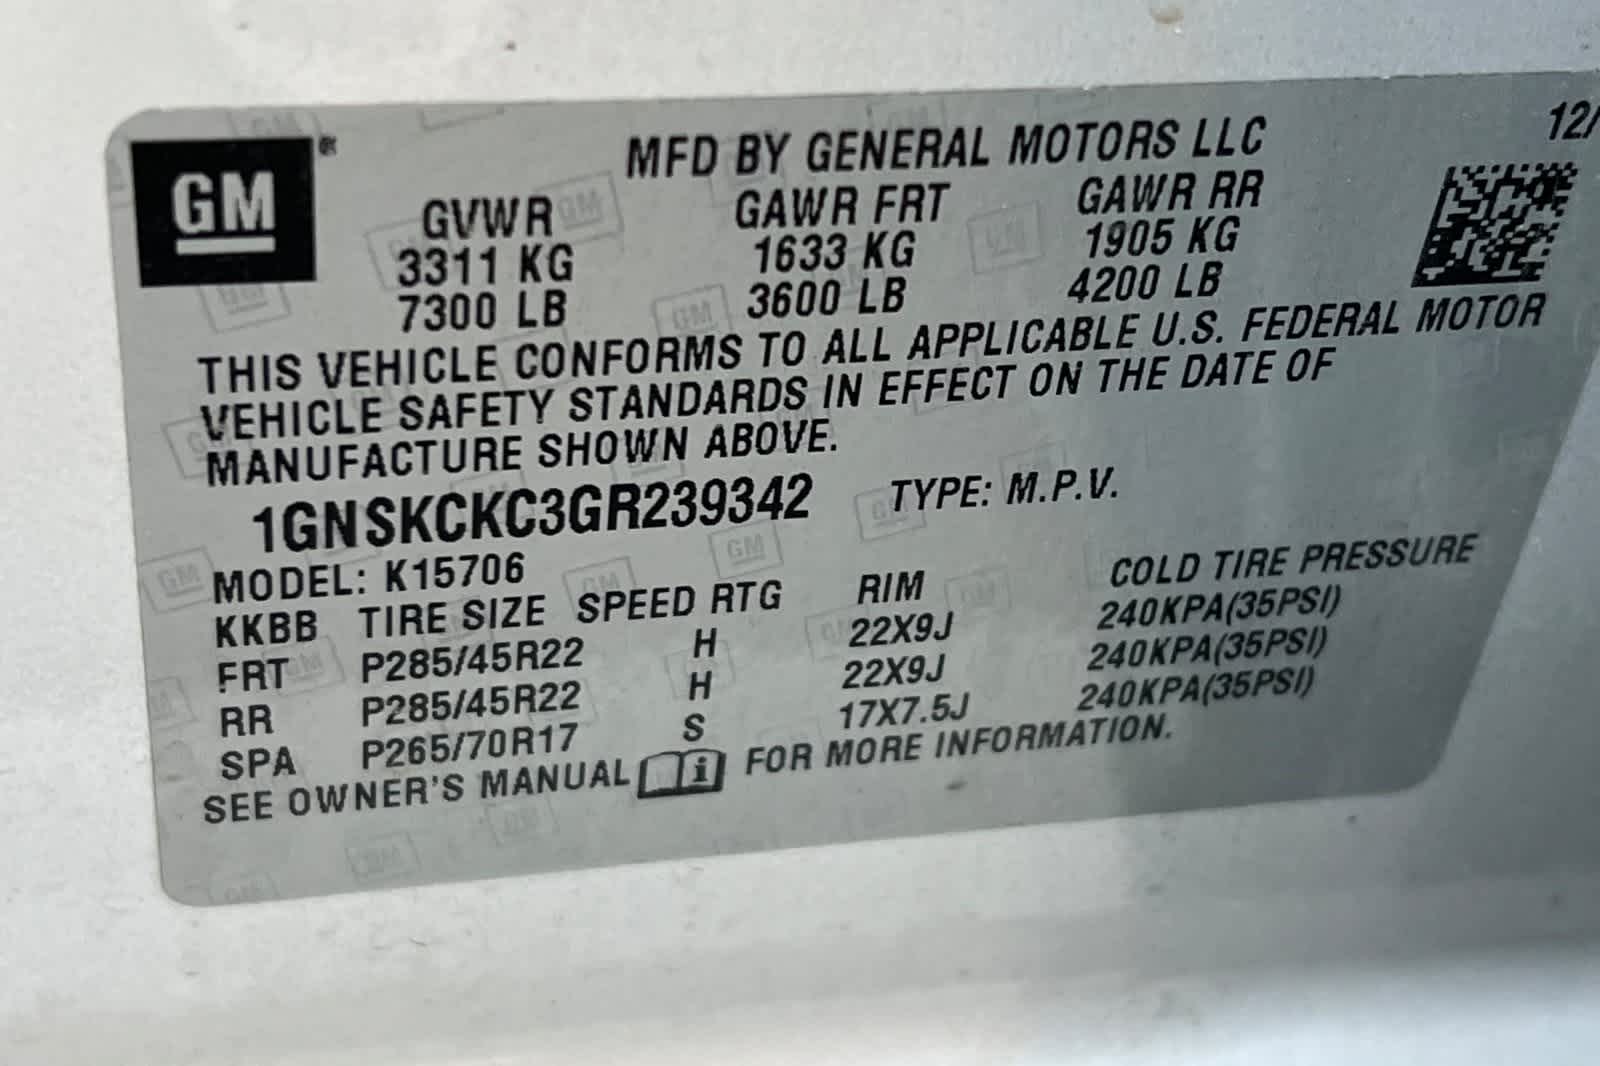 GM®
MFD BY GENERAL MOTORS LLC
12/
GVWR GAWR FRT GAWR RR
3311 KG 1633 KG 1905 KG
7300 LB 3600 LB 4200 LB
THIS VEHICLE CONFORMS TO ALL APPLICABLE U.S. FEDERAL MOTOR
VEHICLE SAFETY STANDARDS IN EFFECT ON THE DATE OF
MANUFACTURE SHOWN ABOVE.
1GNSKCKC3GR239342 TYPE: M.P.V.
MODEL: K15706
KKBB TIRE SIZE SPEED RTG RIM COLD TIRE PRESSURE
FRT P285/45R22 H 22X9J 240KPA(35PSI)
RR P285/45R22 H 22X9J 240KPA(35PSI)
SPA P265/70R17 S 17X7.5J 240KPA(35PSI)
SEE OWNER'S MANUAL i FOR MORE INFORMATION.